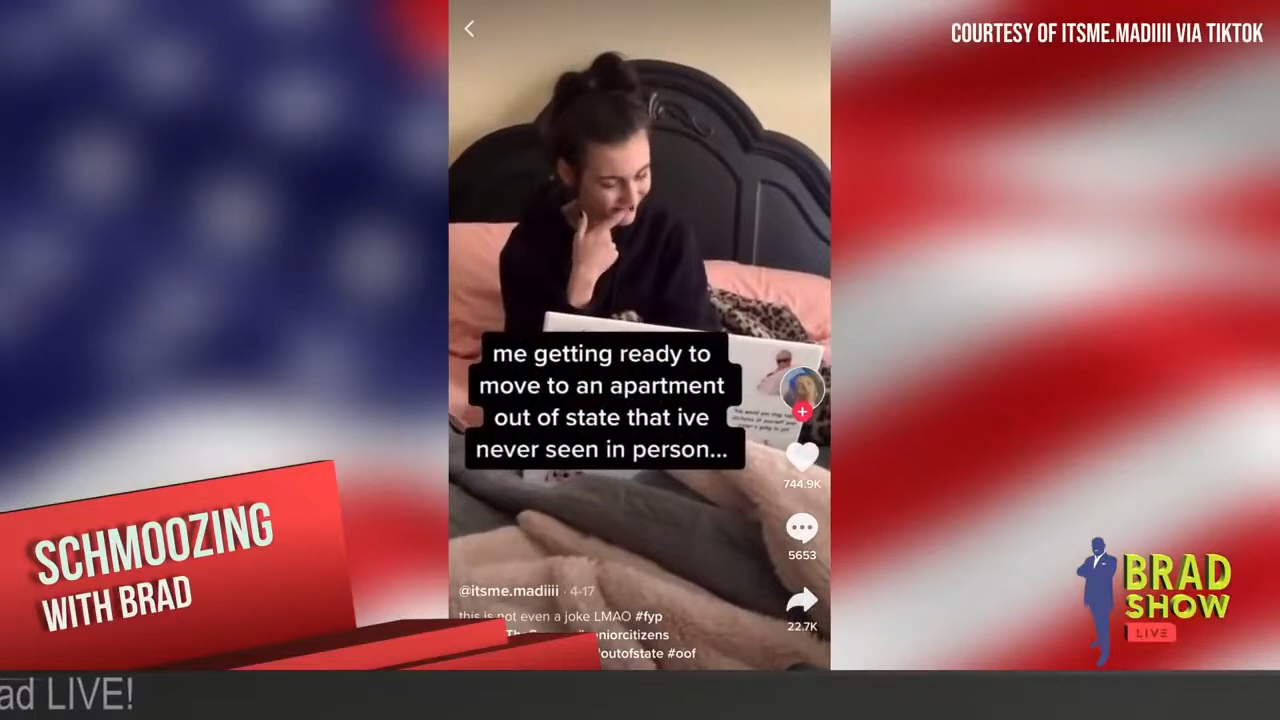 COURTESY OF ITSME.MADIIII VIA TIKTOK
me getting ready to
move to an apartment
out of state that ive
never seen in person...
744.9K
5653
22.7K
@itsme.madiiii · 4-17
this is not even a joke LMAO #fyp
#seniorcitizens
#outofstate #oof
SCHMOOZING
WITH BRAD
BRAD
SHOW
LIVE
ad LIVE!